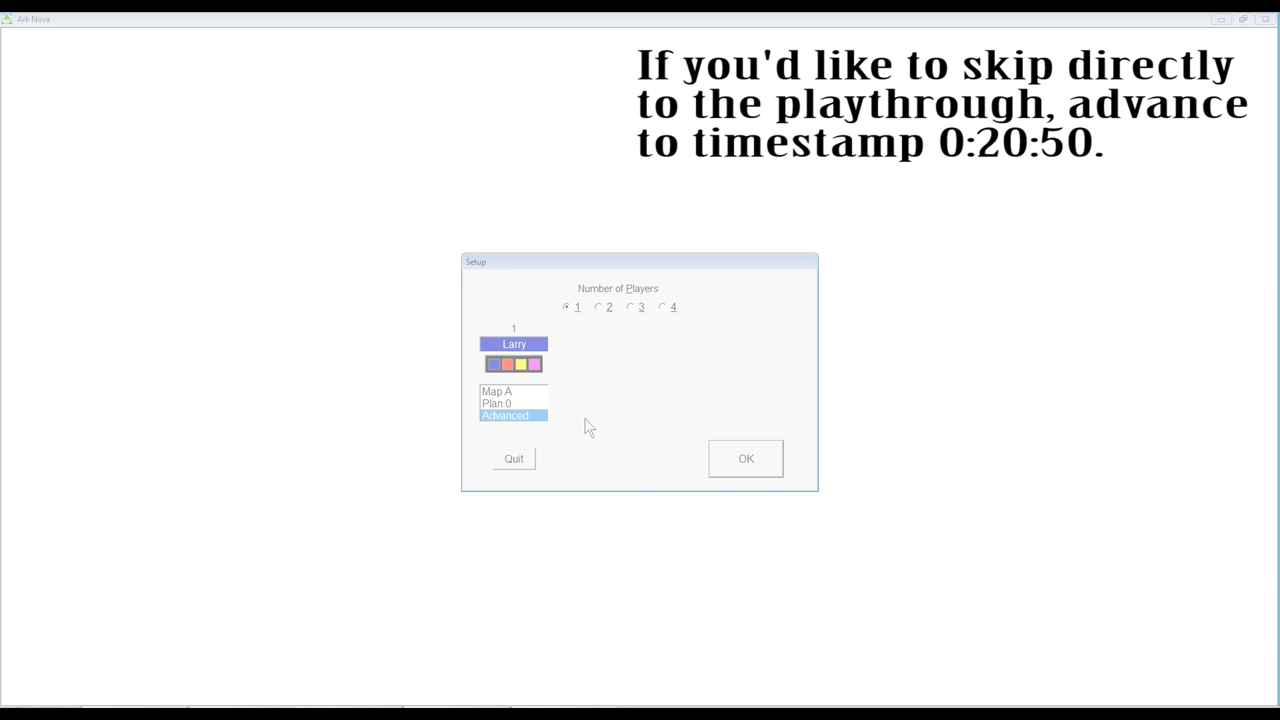 Ark Nova
If you'd like to skip directly
to the playthrough, advance
to timestamp 0:20:50.
Setup
Number of Players
1 2 3 4
1
Larry
Map A
Plan 0
Advanced
Quit OK